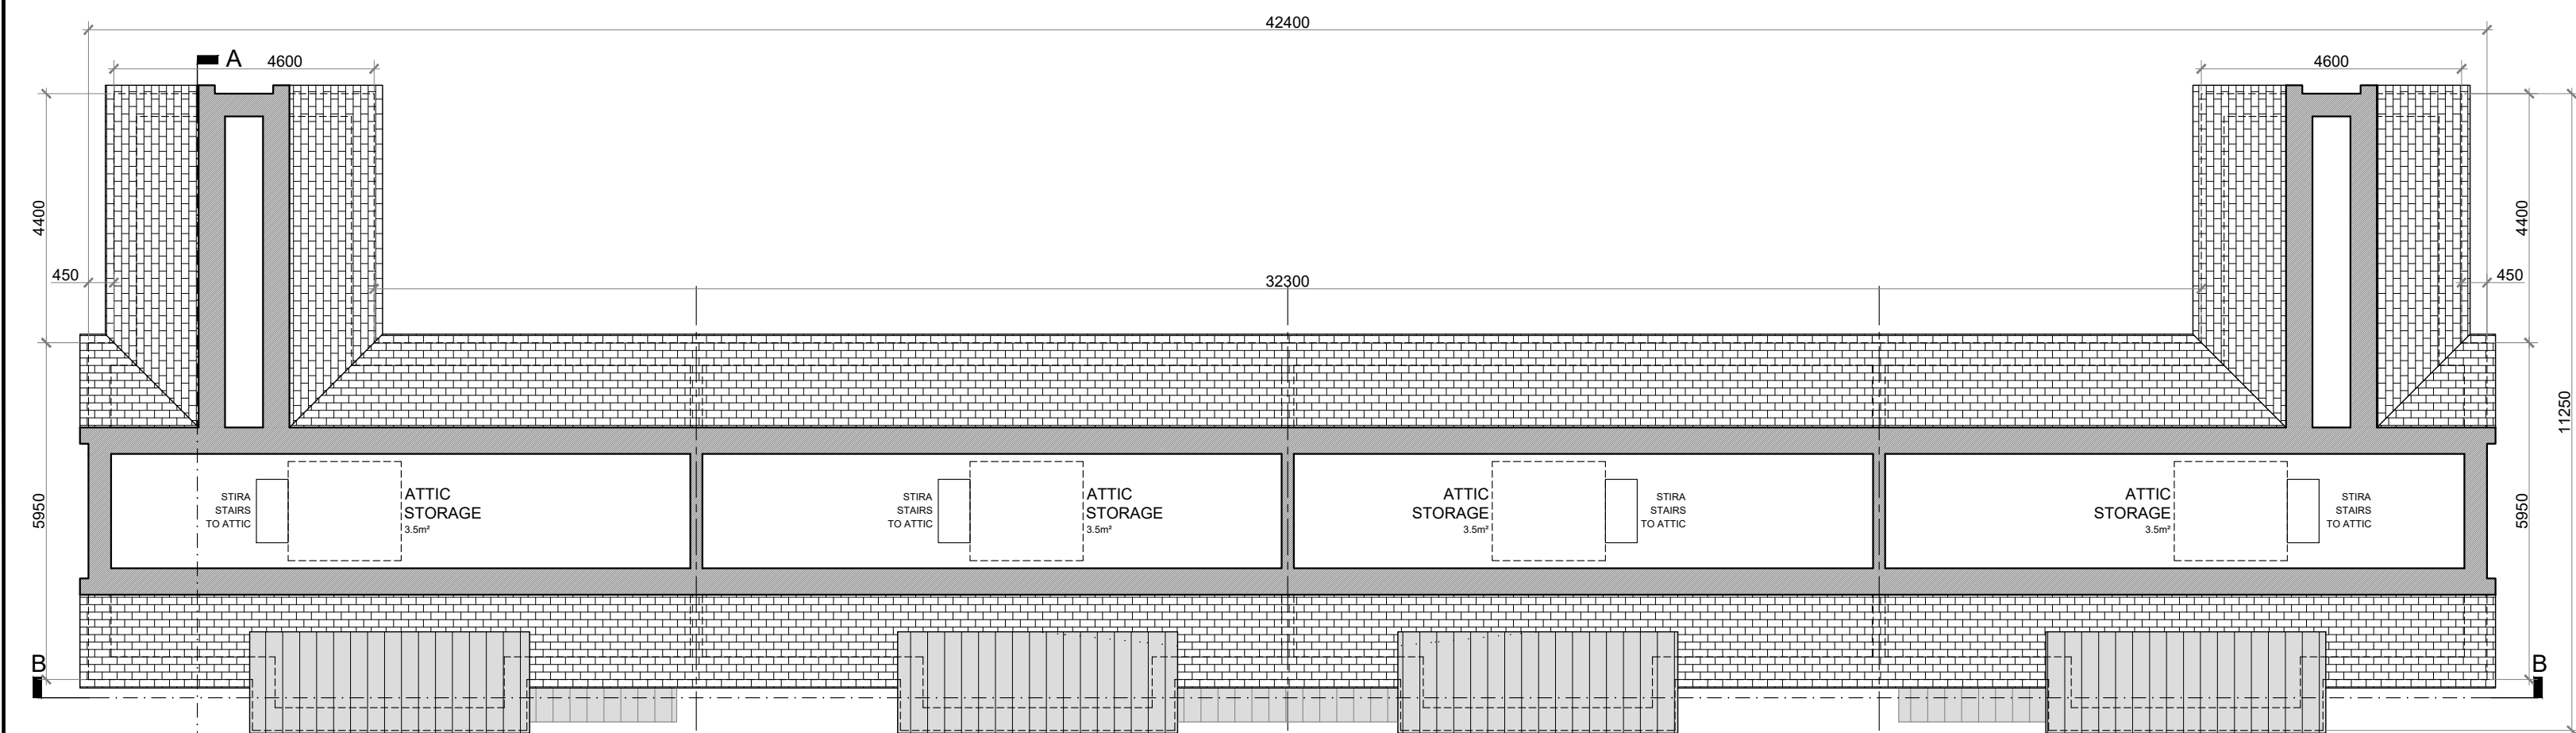 42400
A
4600
4600
4400
4400
450
450
32300
11250
5950
5950
STIRA
STAIRS
TO ATTIC
ATTIC
STORAGE
3.5m²
STIRA
STAIRS
TO ATTIC
ATTIC
STORAGE
3.5m²
ATTIC
STORAGE
3.5m²
STIRA
STAIRS
TO ATTIC
ATTIC
STORAGE
3.5m²
STIRA
STAIRS
TO ATTIC
B
B